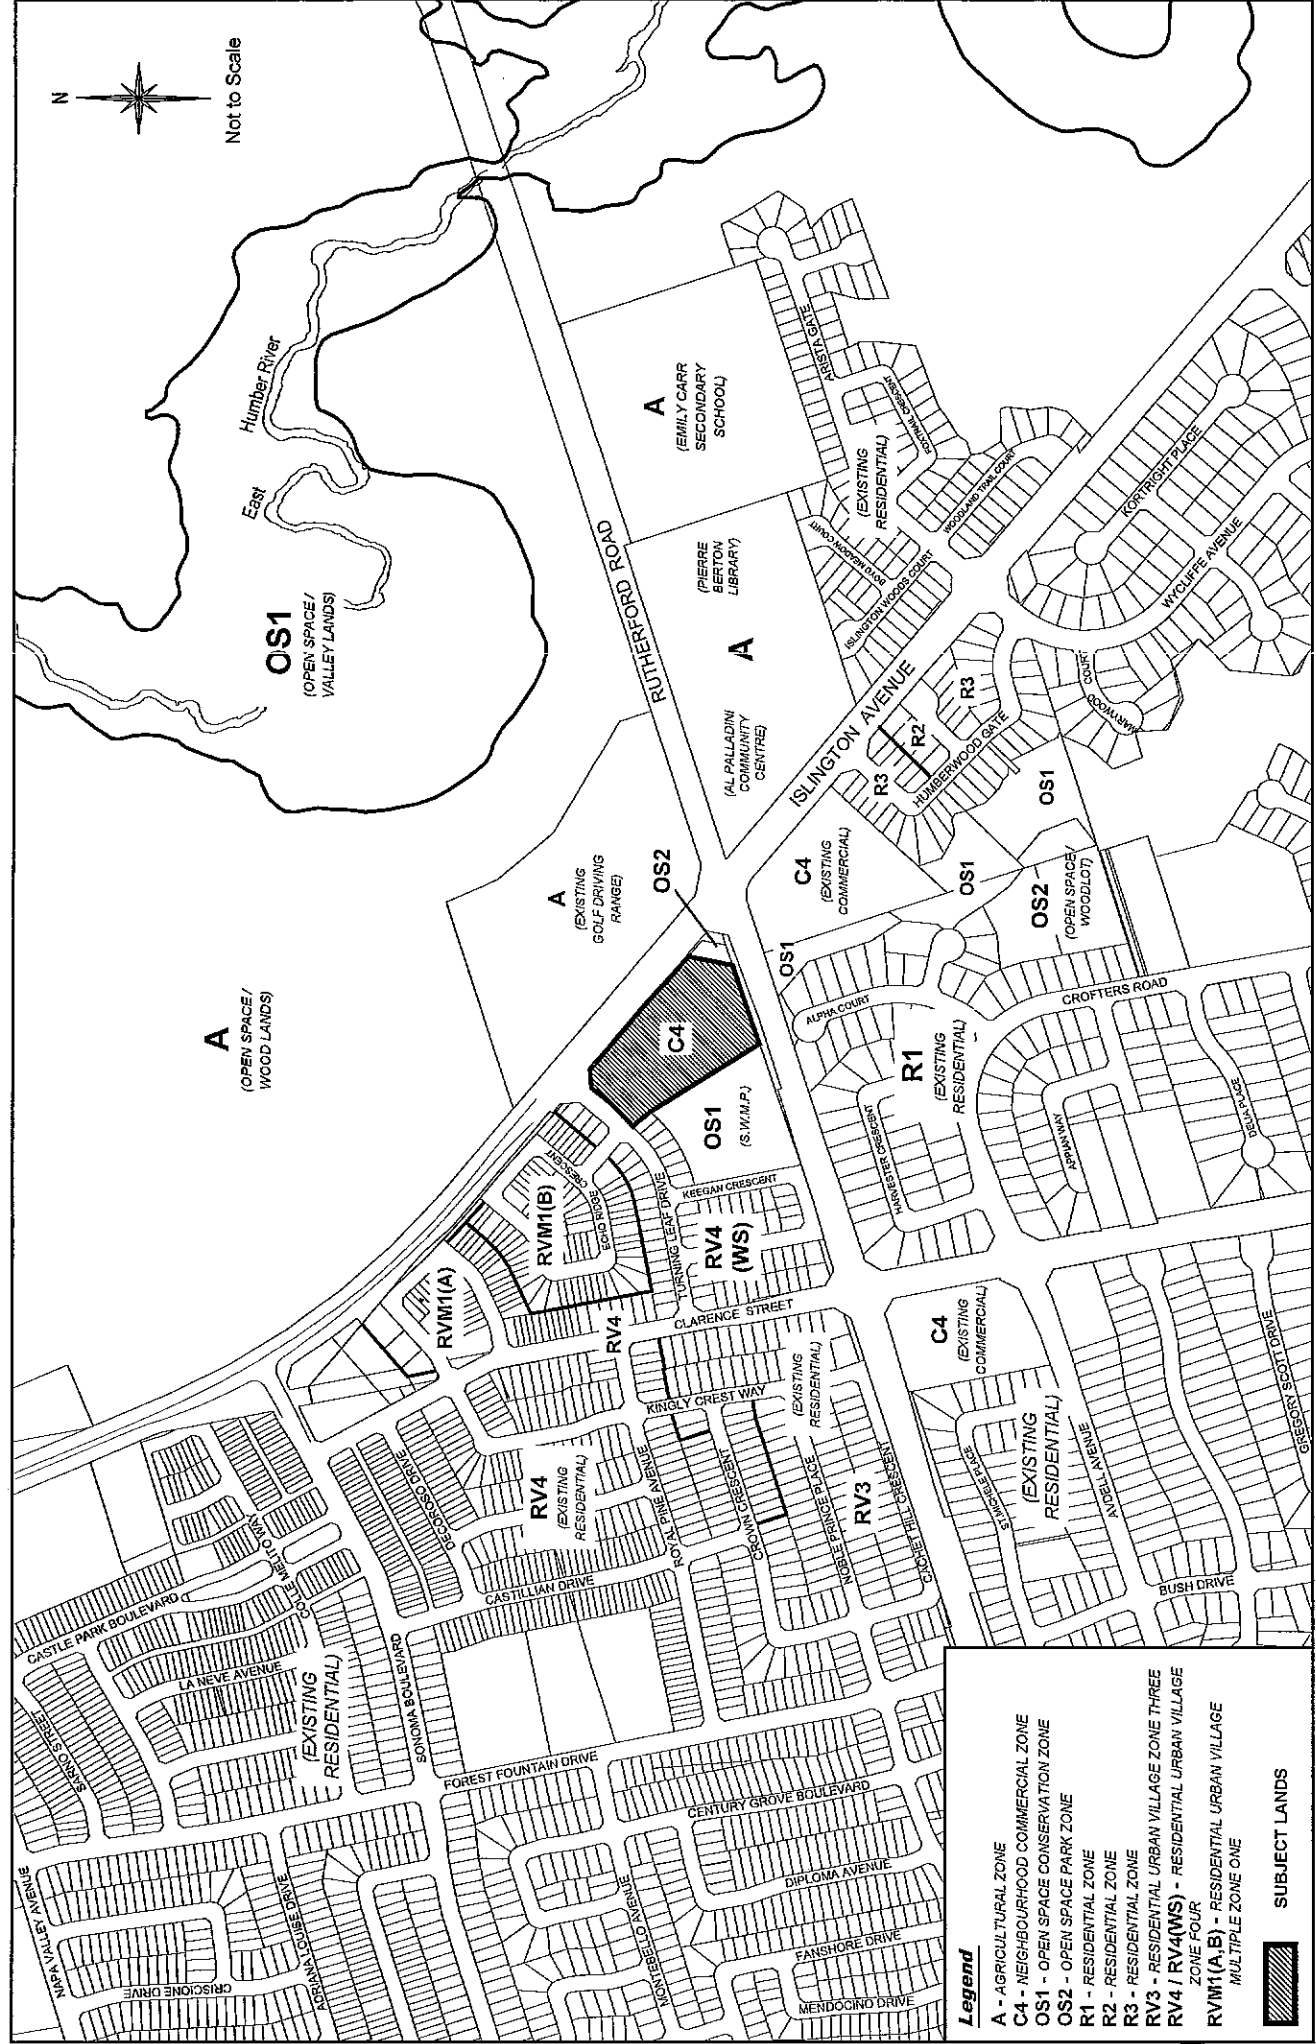 N
Not to Scale
Humber River
East
OS1
(OPEN SPACE /
VALLEY LANDS)
RUTHERFORD ROAD
A
(EMILY CARR
SECONDARY
SCHOOL)
(PIERRE
BERTON
LIBRARY)
A
(AL PALLADINI
COMMUNITY
CENTRE)
ARISTA GATE
FOXTRAIL CRESCENT
(EXISTING
RESIDENTIAL)
WOODLAND TRAIL COURT
BOYD MEADOW COURT
ISLINGTON WOODS COURT
ISLINGTON AVENUE
KORTRIGHT PLACE
WYCLIFFE AVENUE
MARYWOOD
COURT
R3
R2
R3
HUMBERWOOD GATE
OS1
A
(OPEN SPACE /
WOOD LANDS)
A
(EXISTING
GOLF DRIVING
RANGE)
OS2
C4
(EXISTING
COMMERCIAL)
OS1
OS2
(OPEN SPACE/
WOODLOT)
OS1
C4
OS1
(S.W.M.P.)
ALPHA COURT
CROFTERS ROAD
R1
(EXISTING
RESIDENTIAL)
HARVESTER CRESCENT
APPIAN WAY
DELIA PLACE
RVM1(B)
CRESCENT
ECHO RIDGE
TURNING LEAF DRIVE
KEEGAN CRESCENT
RV4
(WS)
RVM1(A)
RV4
CLARENCE STREET
C4
(EXISTING
COMMERCIAL)
GREGORY SCOTT DRIVE
KINGLY CREST WAY
(EXISTING
RESIDENTIAL)
RV4
(EXISTING
RESIDENTIAL)
ROYAL PINE AVENUE
CROWN CRESCENT
NOBLE PRINCE PLACE
RV3
CACHET HILL CRESCENT
ST.MICHELLE PLACE
(EXISTING
RESIDENTIAL)
AVDELL AVENUE
BUSH DRIVE
DECOROSO DRIVE
CASTILLIAN DRIVE
COLLE MELITO WAY
CASTLE PARK BOULEVARD
LA NEVE AVENUE
(EXISTING
RESIDENTIAL)
SONOMA BOULEVARD
SARNO STREET
FOREST FOUNTAIN DRIVE
CENTURY GROVE BOULEVARD
NAPA VALLEY AVENUE
CRISCIONE DRIVE
ADRIANA LOUISE DRIVE
MONTEBELLO AVENUE
DIPLOMA AVENUE
FANSHORE DRIVE
MENDOCINO DRIVE
Legend
A - AGRICULTURAL ZONE
C4 - NEIGHBOURHOOD COMMERCIAL ZONE
OS1 - OPEN SPACE CONSERVATION ZONE
OS2 - OPEN SPACE PARK ZONE
R1 - RESIDENTIAL ZONE
R2 - RESIDENTIAL ZONE
R3 - RESIDENTIAL ZONE
RV3 - RESIDENTIAL URBAN VILLAGE ZONE THREE
RV4 / RV4(WS) - RESIDENTIAL URBAN VILLAGE
ZONE FOUR
RVM1(A,B) - RESIDENTIAL URBAN VILLAGE
MULTIPLE ZONE ONE
SUBJECT LANDS